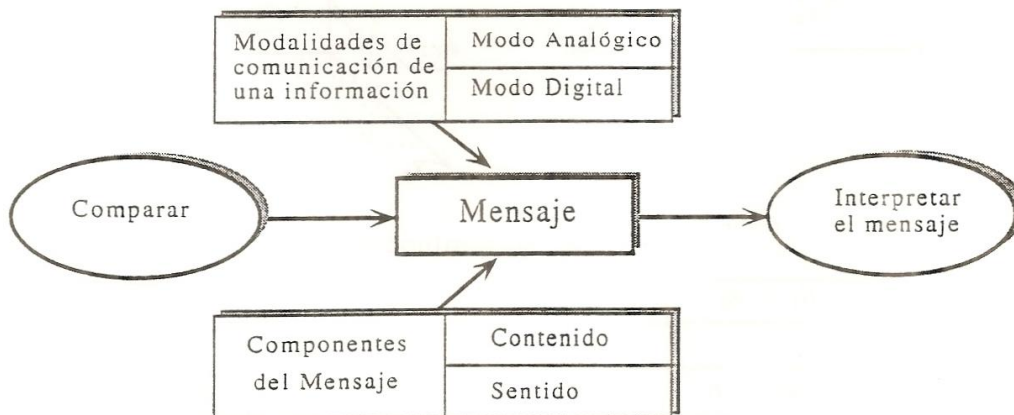 Modalidades de
comunicación de
una información
Modo Analógico
Modo Digital
Comparar
Mensaje
Interpretar
el mensaje
Componentes
del Mensaje
Contenido
Sentido